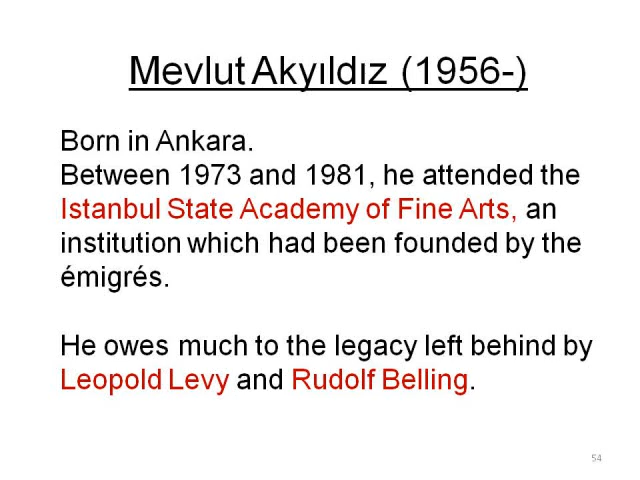 Mevlut Akyıldız (1956-)
Born in Ankara.
Between 1973 and 1981, he attended the
Istanbul State Academy of Fine Arts, an
institution which had been founded by the
émigrés.
He owes much to the legacy left behind by
Leopold Levy and Rudolf Belling.
54